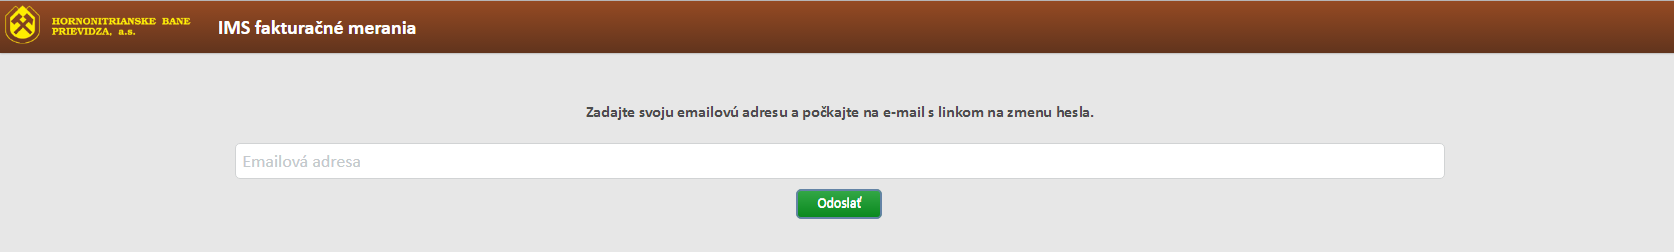 HORNONITRIANSKE BANE
PRIEVIDZA, a.s.
IMS fakturačné merania
Zadajte svoju emailovú adresu a počkajte na e-mail s linkom na zmenu hesla.
Emailová adresa
Odoslať